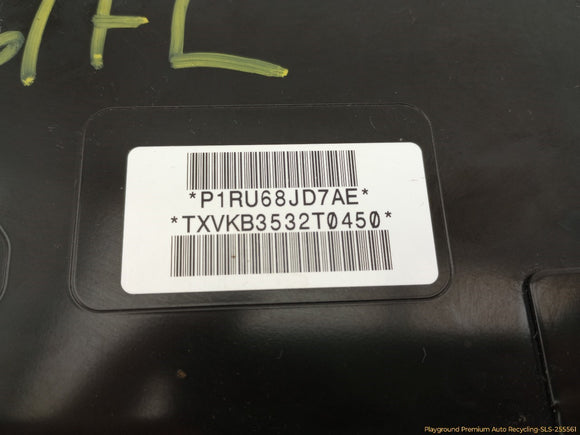 *P1RU68JD7AE*
*TXVKB3532T0450*
Playground Premium Auto Recycling-SLS-255561